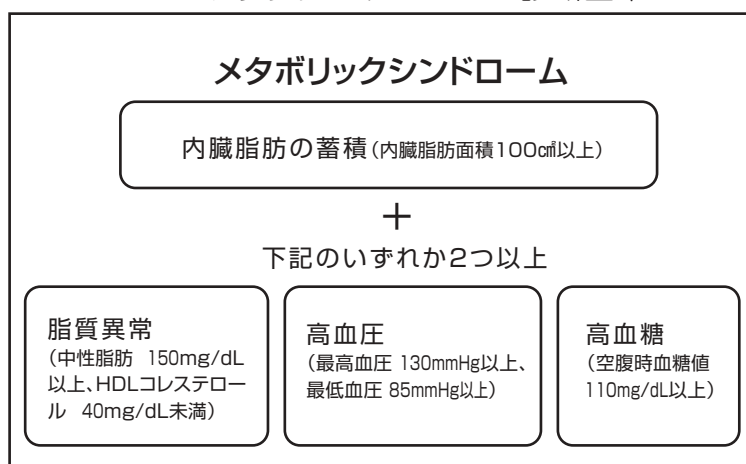 メタボリックシンドローム
内臓脂肪の蓄積(内臓脂肪面積100㎠以上)
+
下記のいずれか2つ以上
脂質異常
(中性脂肪 150mg/dL
以上、HDLコレステロー
ル 40mg/dL未満)
高血圧
(最高血圧 130mmHg以上、
最低血圧 85mmHg以上)
高血糖
(空腹時血糖値
110mg/dL以上)